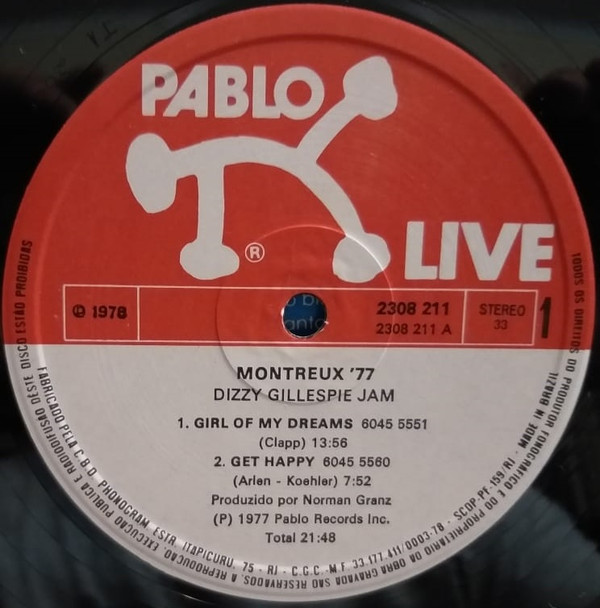 PABLO
LIVE
®
℗ 1978
2308 211
2308 211 A
STEREO
33
1
MONTREUX '77
DIZZY GILLESPIE JAM
1. GIRL OF MY DREAMS 6045 5551
(Clapp) 13:56
2. GET HAPPY 6045 5560
(Arlen - Koehler) 7:52
Produzido por Norman Granz
(P) 1977 Pablo Records Inc.
Total 21:48
FABRICADO PELA C.B.D. PHONOGRAM ESTR. ITAPICURU, 75 - RJ - C.G.C.-M.F. 33.177.411/0003-78 - SCDP-PF-159/RJ - MADE IN BRAZIL
TODOS OS DIREITOS DO PRODUTOR FONOGRÁFICO E DO PROPRIETÁRIO DA OBRA GRAVADA SÃO RESERVADOS. A REPRODUÇÃO, EXECUÇÃO PÚBLICA E RADIODIFUSÃO DESTE DISCO ESTÃO PROIBIDAS